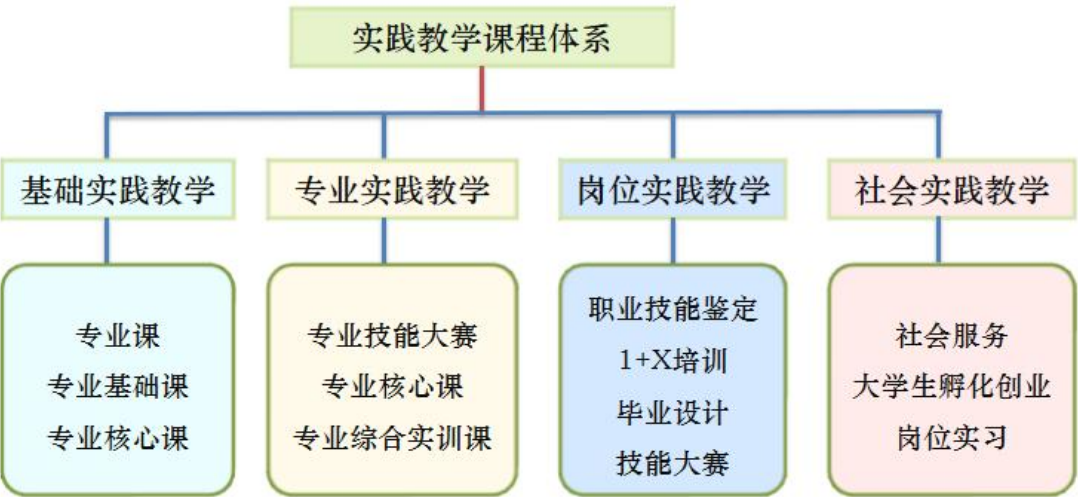 实践教学课程体系
基础实践教学
专业实践教学
岗位实践教学
社会实践教学
专业课
专业基础课
专业核心课
专业技能大赛
专业核心课
专业综合实训课
职业技能鉴定
1+X培训
毕业设计
技能大赛
社会服务
大学生孵化创业
岗位实习